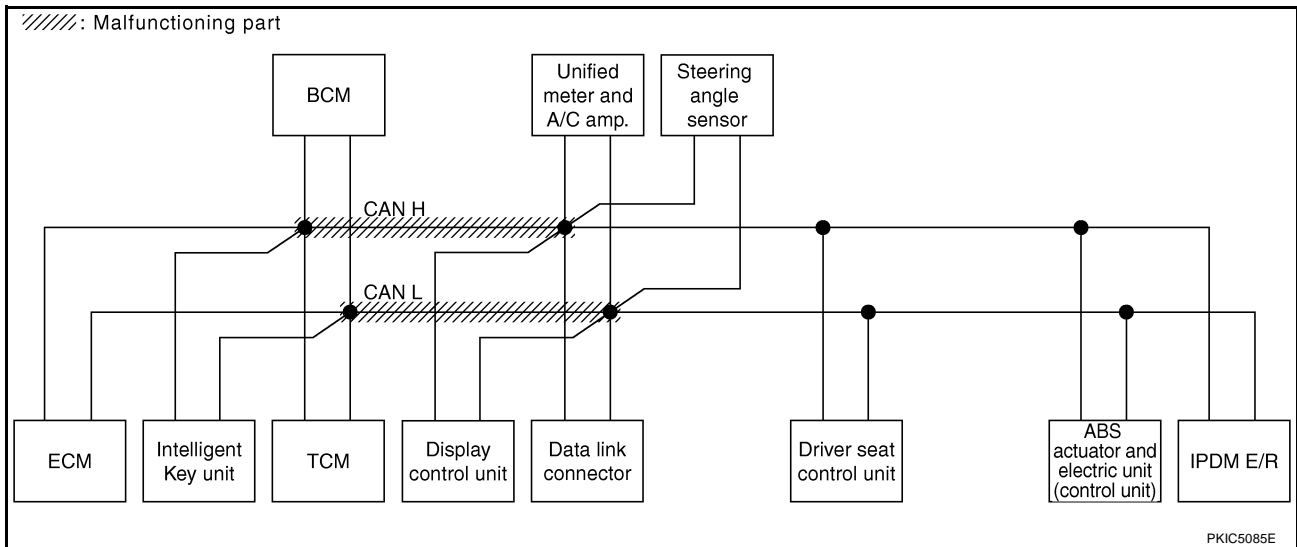 : Malfunctioning part
BCM
Unified
meter and
A/C amp.
Steering
angle
sensor
CAN H
CAN L
ECM
Intelligent
Key unit
TCM
Display
control unit
Data link
connector
Driver seat
control unit
ABS
actuator and
electric unit
(control unit)
IPDM E/R
PKIC5085E